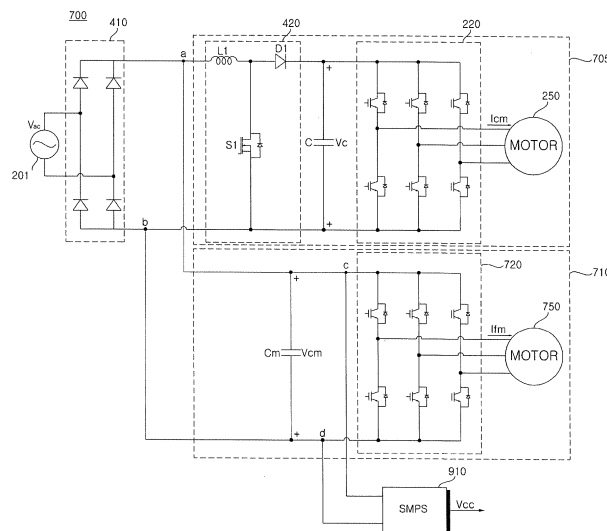 700
410
420
220
a
L1
D1
+
705
Vac
201
S1
C
Vc
Icm
250
MOTOR
b
+
c
720
710
+
Cm
Vcm
Ifm
750
MOTOR
+
d
910
SMPS
Vcc